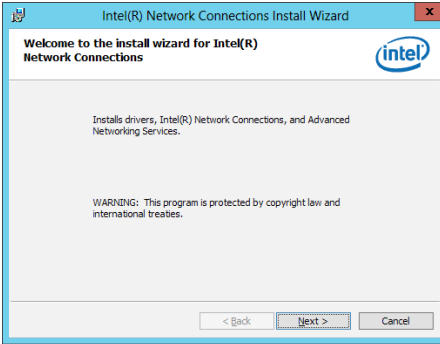 Intel(R) Network Connections Install Wizard
x
Welcome to the install wizard for Intel(R)
Network Connections
intel
Installs drivers, Intel(R) Network Connections, and Advanced
Networking Services.
WARNING: This program is protected by copyright law and
international treaties.
< Back
Next >
Cancel